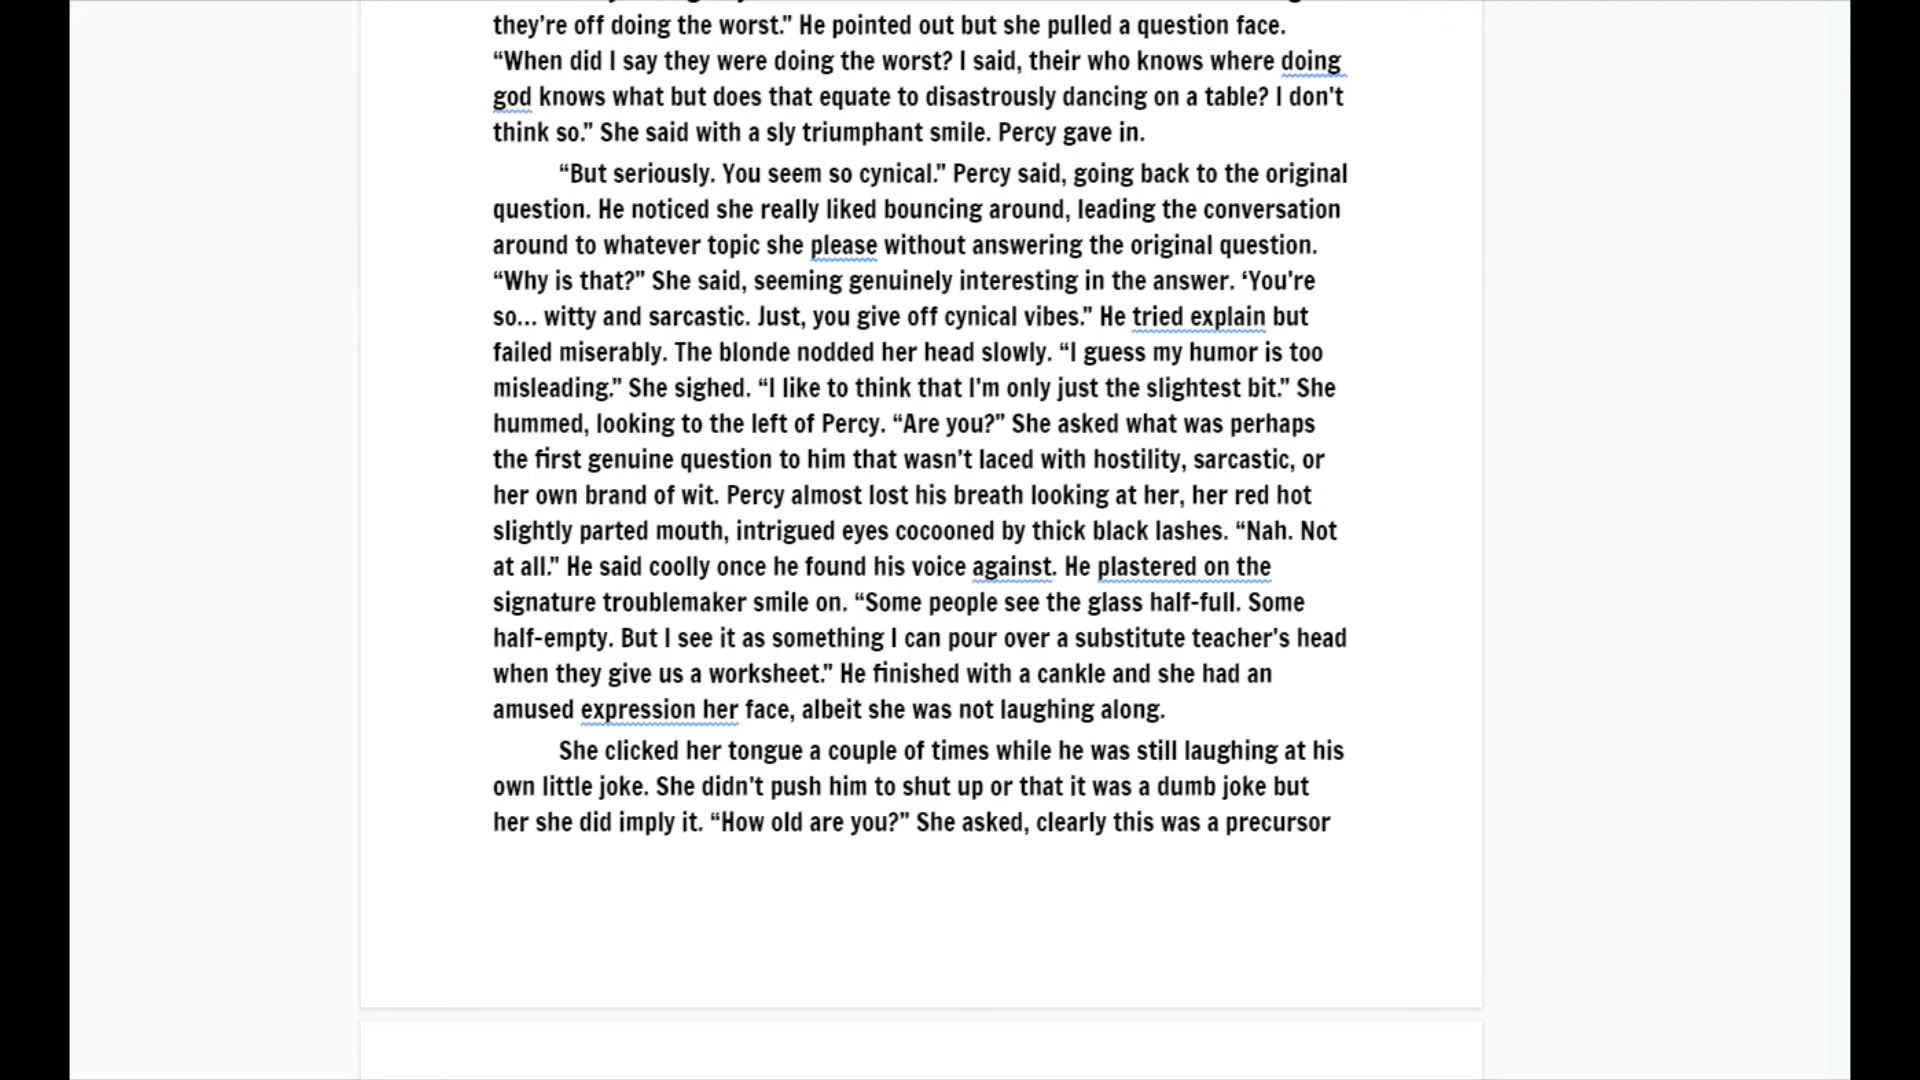 they're off doing the worst.” He pointed out but she pulled a question face.
“When did I say they were doing the worst? I said, their who knows where doing
god knows what but does that equate to disastrously dancing on a table? I don't
think so.” She said with a sly triumphant smile. Percy gave in.
“But seriously. You seem so cynical.” Percy said, going back to the original
question. He noticed she really liked bouncing around, leading the conversation
around to whatever topic she please without answering the original question.
“Why is that?” She said, seeming genuinely interesting in the answer. ‘You're
so... witty and sarcastic. Just, you give off cynical vibes.” He tried explain but
failed miserably. The blonde nodded her head slowly. “I guess my humor is too
misleading.” She sighed. “I like to think that I'm only just the slightest bit.” She
hummed, looking to the left of Percy. “Are you?” She asked what was perhaps
the first genuine question to him that wasn't laced with hostility, sarcastic, or
her own brand of wit. Percy almost lost his breath looking at her, her red hot
slightly parted mouth, intrigued eyes cocooned by thick black lashes. “Nah. Not
at all.” He said coolly once he found his voice against. He plastered on the
signature troublemaker smile on. “Some people see the glass half-full. Some
half-empty. But I see it as something I can pour over a substitute teacher's head
when they give us a worksheet.” He finished with a cankle and she had an
amused expression her face, albeit she was not laughing along.
She clicked her tongue a couple of times while he was still laughing at his
own little joke. She didn't push him to shut up or that it was a dumb joke but
her she did imply it. “How old are you?” She asked, clearly this was a precursor